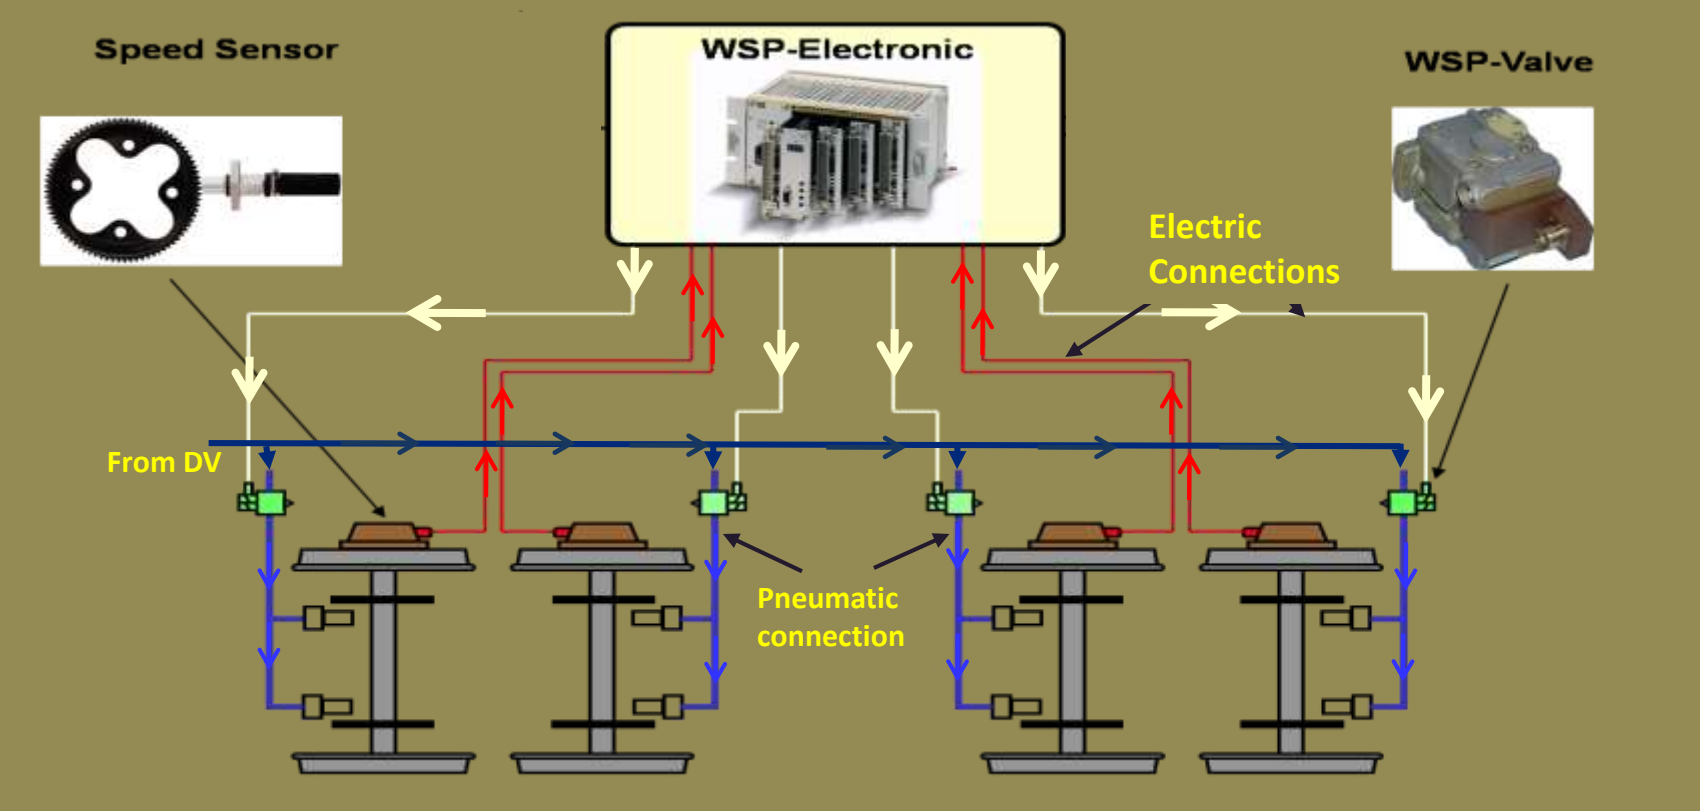 Speed Sensor
WSP-Electronic
WSP-Valve
Electric
Connections
From DV
Pneumatic
connection